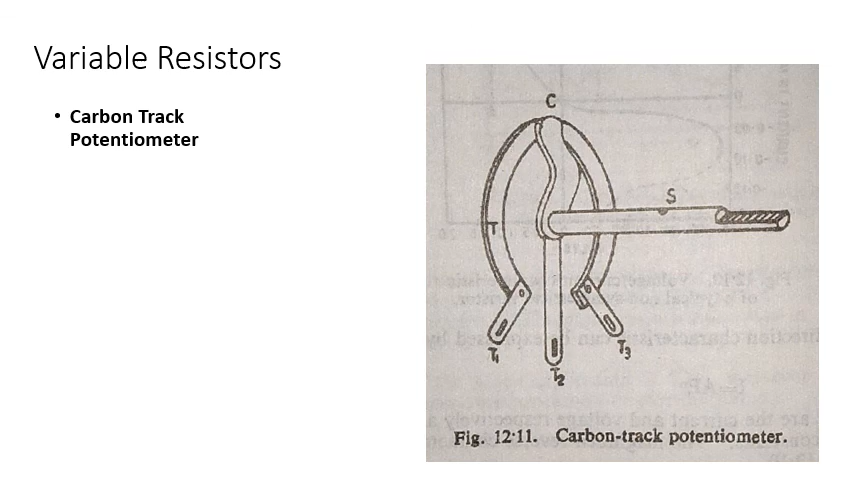 Variable Resistors
• Carbon Track
Potentiometer
C
S
T
T₁
T₂
T₃
Fig. 12·11. Carbon-track potentiometer.